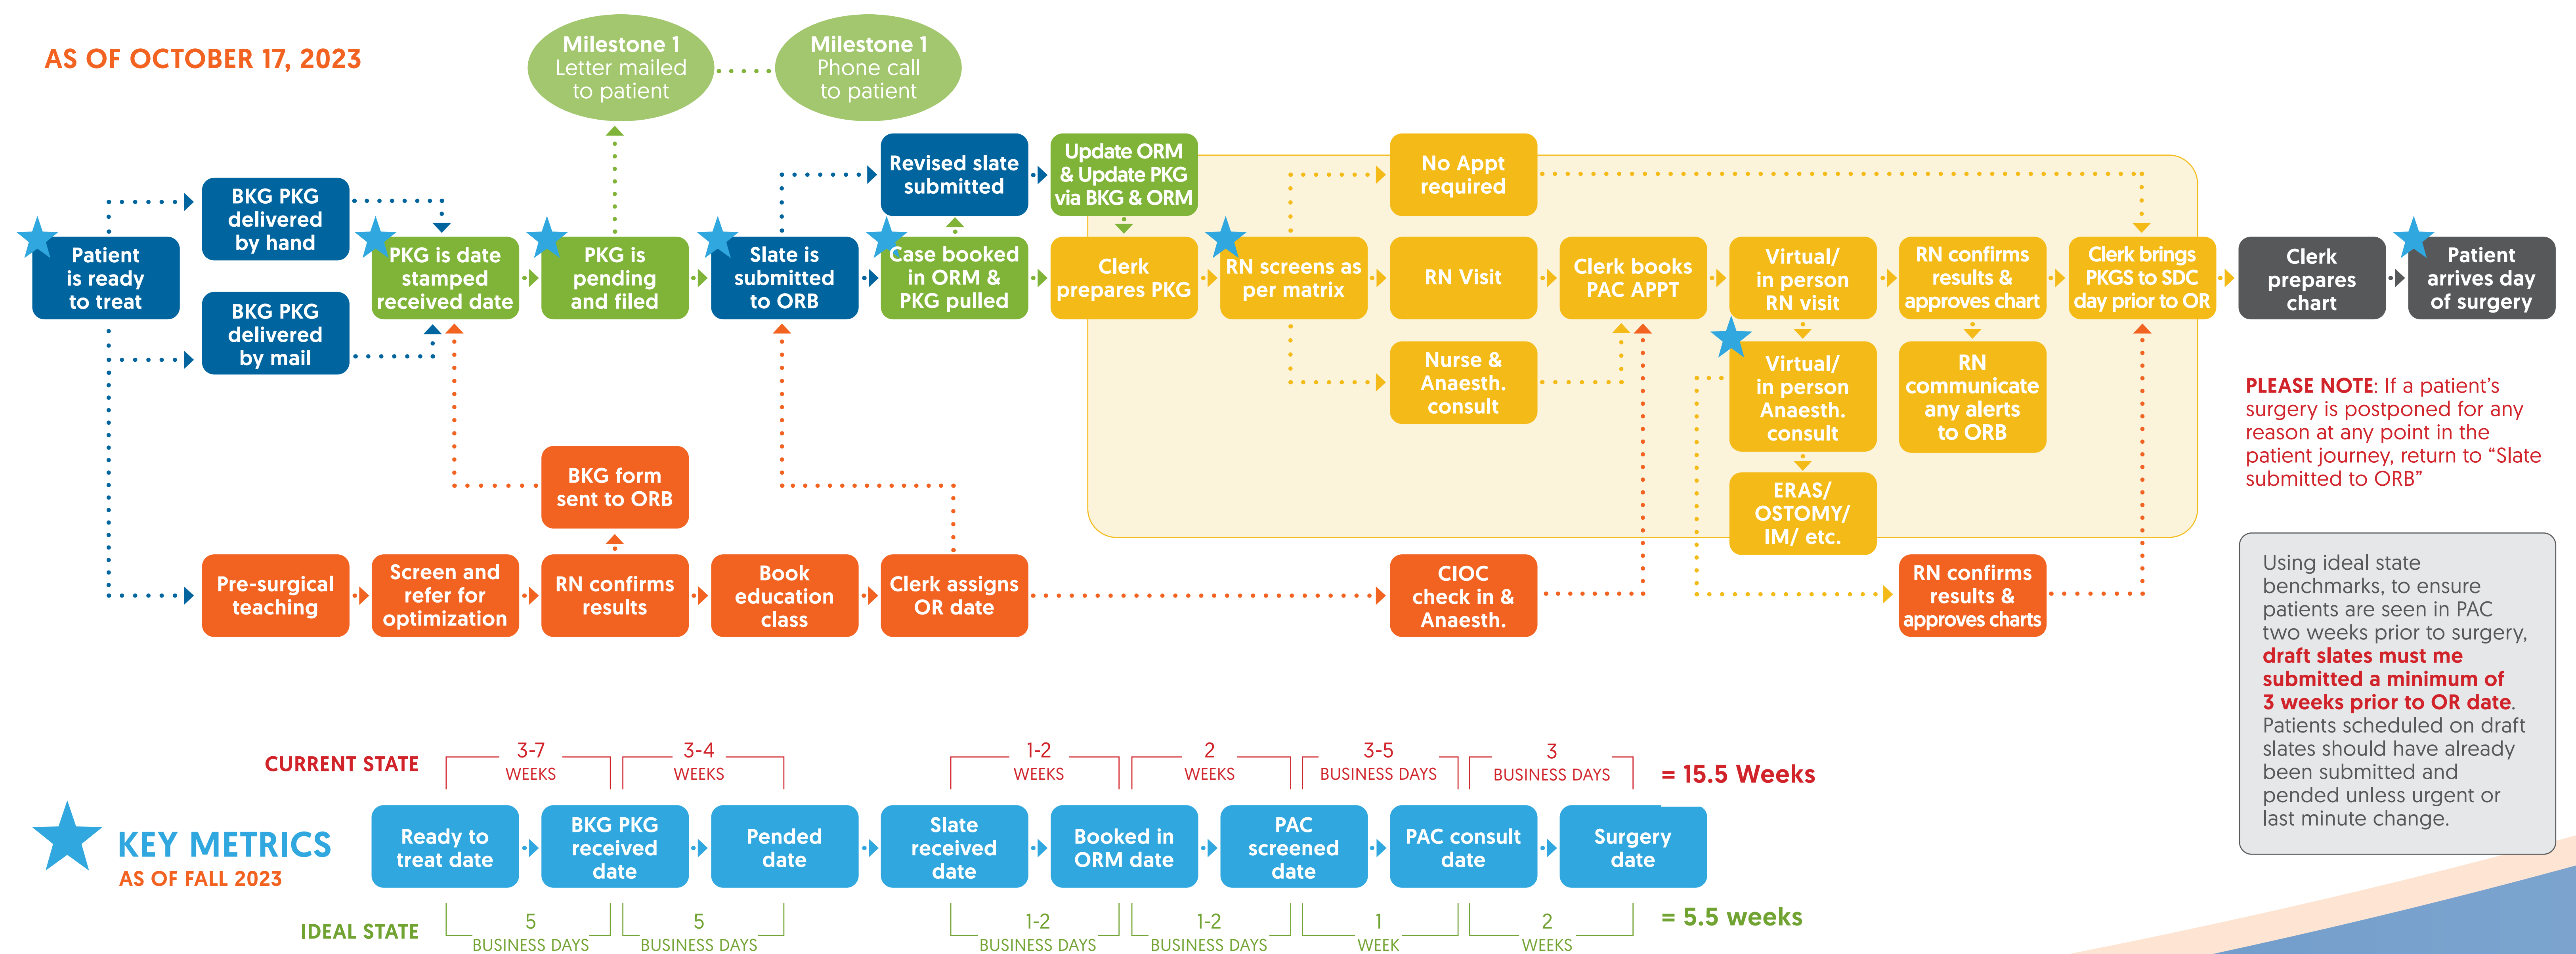 AS OF OCTOBER 17, 2023
Milestone 1
Letter mailed
to patient
Milestone 1
Phone call
to patient
Patient
is ready
to treat
BKG PKG
delivered
by hand
BKG PKG
delivered
by mail
PKG is date
stamped
received date
PKG is
pending
and filed
Slate is
submitted
to ORB
Revised slate
submitted
Case booked
in ORM &
PKG pulled
Update ORM
& Update PKG
via BKG & ORM
Clerk
prepares PKG
RN screens as
per matrix
No Appt
required
RN Visit
Nurse &
Anaesth.
consult
Clerk books
PAC APPT
Virtual/
in person
RN visit
Virtual/
in person
Anaesth.
consult
ERAS/
OSTOMY/
IM/ etc.
RN confirms
results &
approves chart
RN
communicate
any alerts
to ORB
Clerk brings
PKGS to SDC
day prior to OR
Clerk
prepares
chart
Patient
arrives day
of surgery
BKG form
sent to ORB
Pre-surgical
teaching
Screen and
refer for
optimization
RN confirms
results
Book
education
class
Clerk assigns
OR date
CIOC
check in &
Anaesth.
RN confirms
results &
approves charts
PLEASE NOTE: If a patient’s
surgery is postponed for any
reason at any point in the
patient journey, return to “Slate
submitted to ORB”
Using ideal state
benchmarks, to ensure
patients are seen in PAC
two weeks prior to surgery,
draft slates must me
submitted a minimum of
3 weeks prior to OR date.
Patients scheduled on draft
slates should have already
been submitted and
pended unless urgent or
last minute change.
CURRENT STATE
3-7
WEEKS
3-4
WEEKS
1-2
WEEKS
2
WEEKS
3-5
BUSINESS DAYS
3
BUSINESS DAYS
= 15.5 Weeks
KEY METRICS
AS OF FALL 2023
Ready to
treat date
BKG PKG
received
date
Pended
date
Slate
received
date
Booked in
ORM date
PAC
screened
date
PAC consult
date
Surgery
date
IDEAL STATE
5
BUSINESS DAYS
5
BUSINESS DAYS
1-2
BUSINESS DAYS
1-2
BUSINESS DAYS
1
WEEK
2
WEEKS
= 5.5 weeks